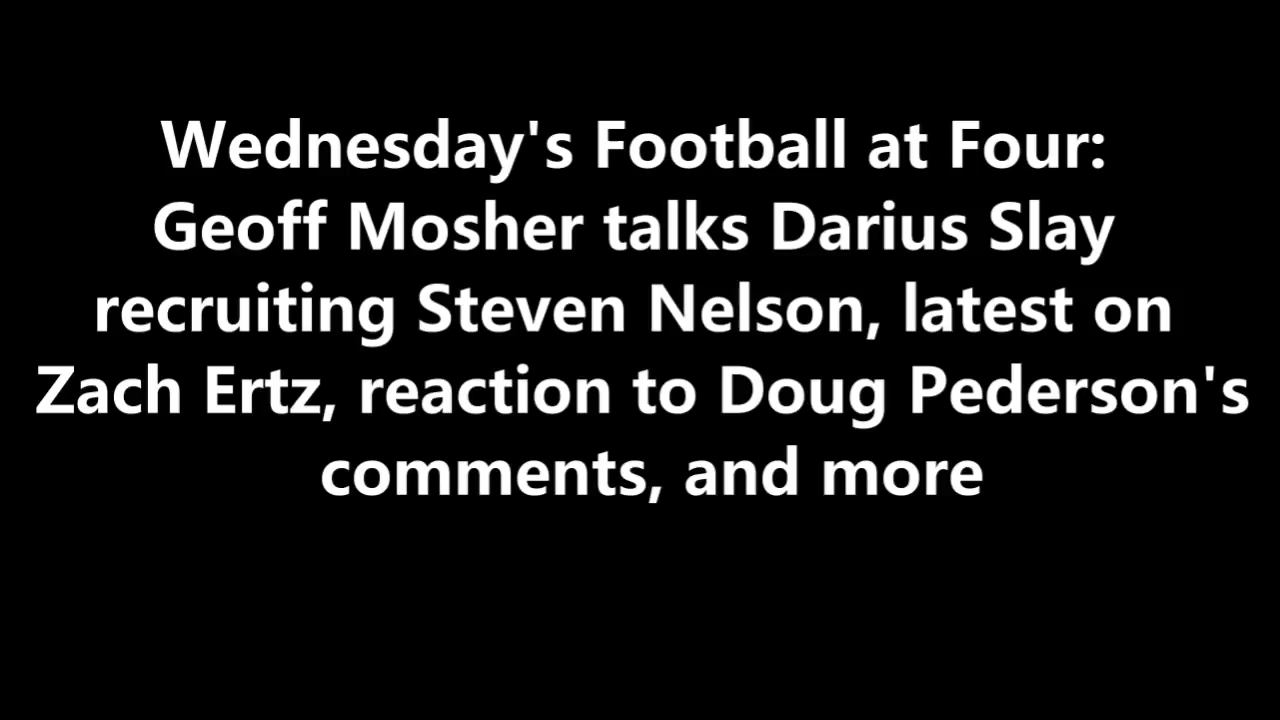 Wednesday's Football at Four:
Geoff Mosher talks Darius Slay
recruiting Steven Nelson, latest on
Zach Ertz, reaction to Doug Pederson's
comments, and more